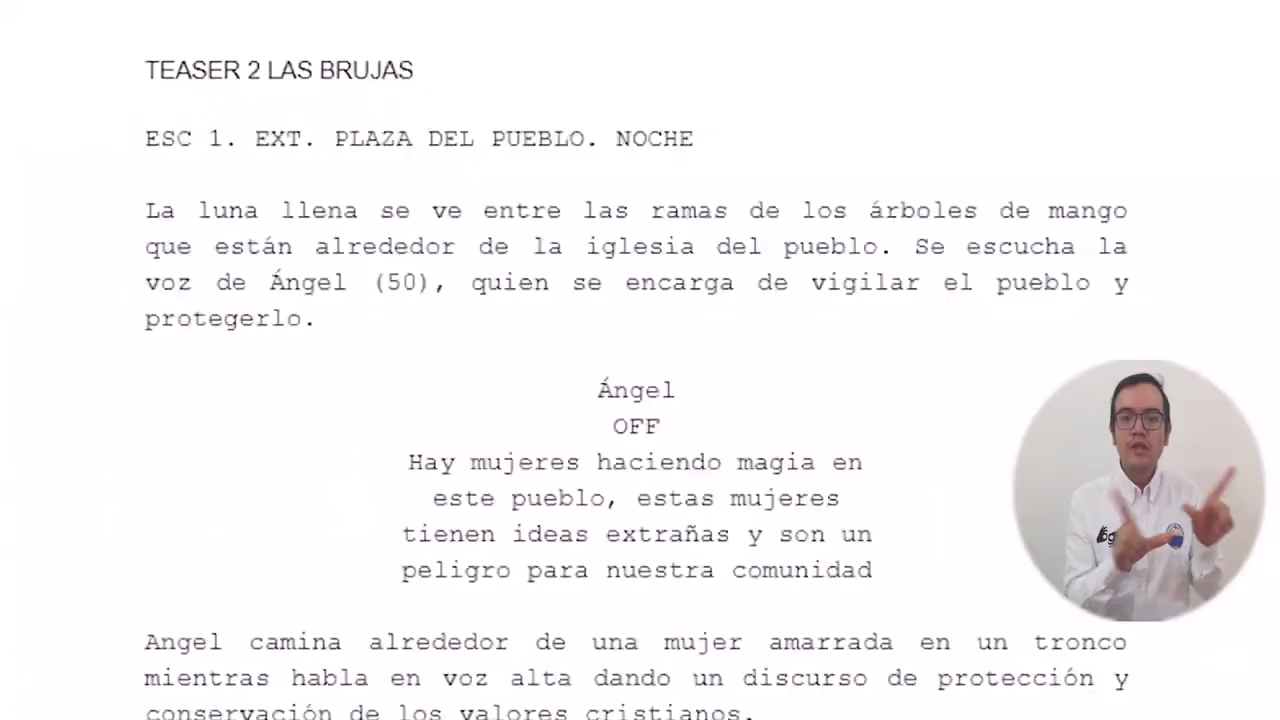 TEASER 2 LAS BRUJAS
ESC 1. EXT. PLAZA DEL PUEBLO. NOCHE
La luna llena se ve entre las ramas de los árboles de mango
que están alrededor de la iglesia del pueblo. Se escucha la
voz de Ángel (50), quien se encarga de vigilar el pueblo y
protegerlo.
Ángel
OFF
Hay mujeres haciendo magia en
este pueblo, estas mujeres
tienen ideas extrañas y son un
peligro para nuestra comunidad
Angel camina alrededor de una mujer amarrada en un tronco
mientras habla en voz alta dando un discurso de protección y
conservación de los valores cristianos.